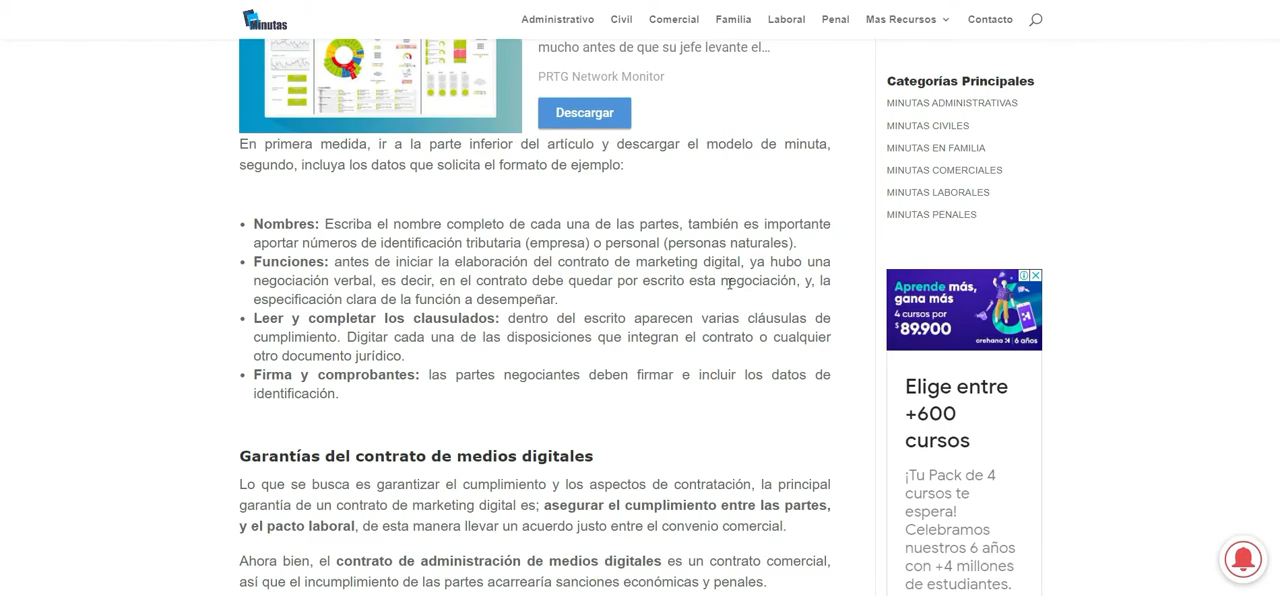 Minutas
Administrativo Civil Comercial Familia Laboral Penal Mas Recursos Contacto
mucho antes de que su jefe levante el...
PRTG Network Monitor
Descargar
En primera medida, ir a la parte inferior del artículo y descargar el modelo de minuta,
segundo, incluya los datos que solicita el formato de ejemplo:
• Nombres: Escriba el nombre completo de cada una de las partes, también es importante
aportar números de identificación tributaria (empresa) o personal (personas naturales).
• Funciones: antes de iniciar la elaboración del contrato de marketing digital, ya hubo una
negociación verbal, es decir, en el contrato debe quedar por escrito esta negociación, y, la
especificación clara de la función a desempeñar.
• Leer y completar los clausulados: dentro del escrito aparecen varias cláusulas de
cumplimiento. Digitar cada una de las disposiciones que integran el contrato o cualquier
otro documento jurídico.
• Firma y comprobantes: las partes negociantes deben firmar e incluir los datos de
identificación.
Garantías del contrato de medios digitales
Lo que se busca es garantizar el cumplimiento y los aspectos de contratación, la principal
garantía de un contrato de marketing digital es; asegurar el cumplimiento entre las partes,
y el pacto laboral, de esta manera llevar un acuerdo justo entre el convenio comercial.
Ahora bien, el contrato de administración de medios digitales es un contrato comercial,
así que el incumplimiento de las partes acarrearía sanciones económicas y penales.
Categorías Principales
MINUTAS ADMINISTRATIVAS
MINUTAS CIVILES
MINUTAS EN FAMILIA
MINUTAS COMERCIALES
MINUTAS LABORALES
MINUTAS PENALES
Aprende más,
gana más
4 cursos por
$89.900
crehana 6 años
Elige entre
+600
cursos
¡Tu Pack de 4
cursos te
espera!
Celebramos
nuestros 6 años
con +4 millones
de estudiantes.